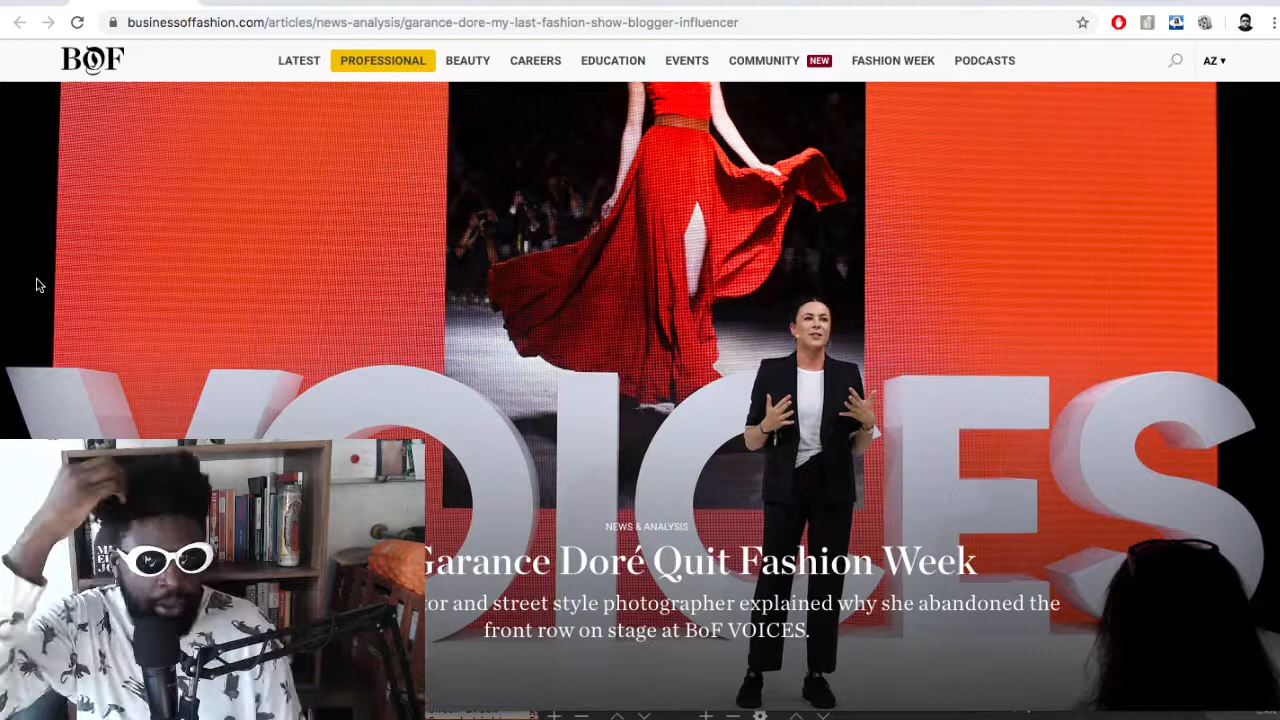 businessoffashion.com/articles/news-analysis/garance-dore-my-last-fashion-show-blogger-influencer
BOF
LATEST PROFESSIONAL BEAUTY CAREERS EDUCATION EVENTS COMMUNITY NEW FASHION WEEK PODCASTS AZ
VOICES
NEWS & ANALYSIS
Garance Doré Quit Fashion Week
and street style photographer explained why she abandoned the
front row on stage at BoF VOICES.